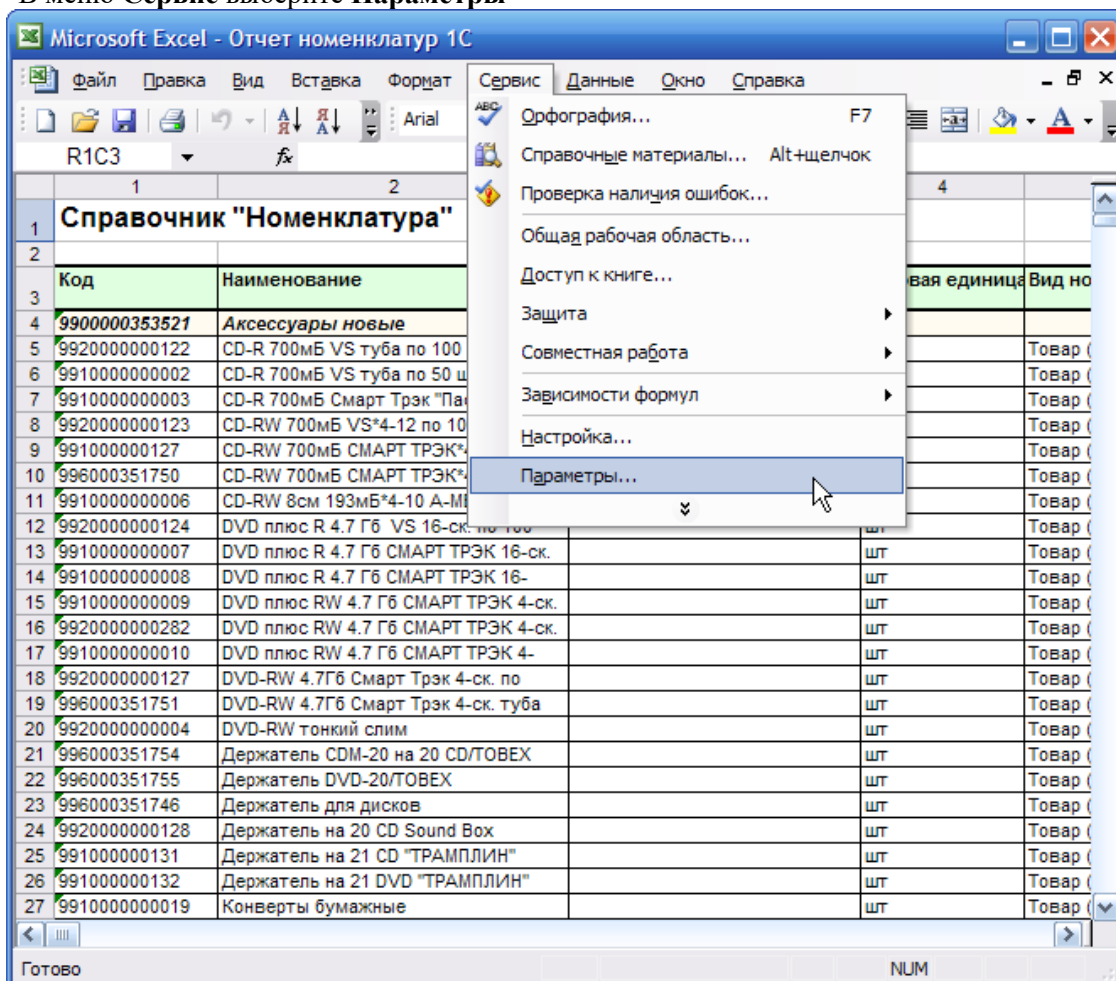 В меню Сервис выберите Параметры
Microsoft Excel - Отчет номенклатур 1С
Файл Правка Вид Вставка Формат Сервис Данные Окно Справка
Arial
R1C3 fx
Орфография... F7
Справочные материалы... Alt+щелчок
Проверка наличия ошибок...
Общая рабочая область...
Доступ к книге...
Защита
Совместная работа
Зависимости формул
Настройка...
Параметры...
1 2 4
1 Справочник "Номенклатура"
2
3 Код Наименование единица Вид
4 9900000353521 Аксессуары новые
5 9920000000122 CD-R 700мБ VS туба по 100 Товар (
6 9910000000002 CD-R 700мБ VS туба по 50 Товар (
7 9910000000003 CD-R 700мБ Смарт Трэк Товар (
8 9920000000123 CD-RW 700мБ VS*4-12 по Товар (
9 991000000127 CD-RW 700мБ СМАРТ ТРЭК* Товар (
10 996000351750 CD-RW 700мБ СМАРТ ТРЭК* Товар (
11 9910000000006 CD-RW 8см 193мБ*4-10 Товар (
12 9920000000124 DVD плюс R 4.7 Гб VS 16-ск. по 100 шт Товар (
13 9910000000007 DVD плюс R 4.7 Гб СМАРТ ТРЭК 16-ск. шт Товар (
14 9910000000008 DVD плюс R 4.7 Гб СМАРТ ТРЭК 16- шт Товар (
15 9910000000009 DVD плюс RW 4.7 Гб СМАРТ ТРЭК 4-ск. шт Товар (
16 9920000000282 DVD плюс RW 4.7 Гб СМАРТ ТРЭК 4-ск. шт Товар (
17 9910000000010 DVD плюс RW 4.7 Гб СМАРТ ТРЭК 4- шт Товар (
18 9920000000127 DVD-RW 4.7Гб Смарт Трэк 4-ск. по шт Товар (
19 996000351751 DVD-RW 4.7Гб Смарт Трэк 4-ск. туба шт Товар (
20 9920000000004 DVD-RW тонкий слим шт Товар (
21 996000351754 Держатель CDM-20 на 20 CD/TOBEX шт Товар (
22 996000351755 Держатель DVD-20/TOBEX шт Товар (
23 996000351746 Держатель для дисков шт Товар (
24 9920000000128 Держатель на 20 CD Sound Box шт Товар (
25 991000000131 Держатель на 21 CD "ТРАМПЛИН" шт Товар (
26 991000000132 Держатель на 21 DVD "ТРАМПЛИН" шт Товар (
27 9910000000019 Конверты бумажные шт Товар (
Готово NUM